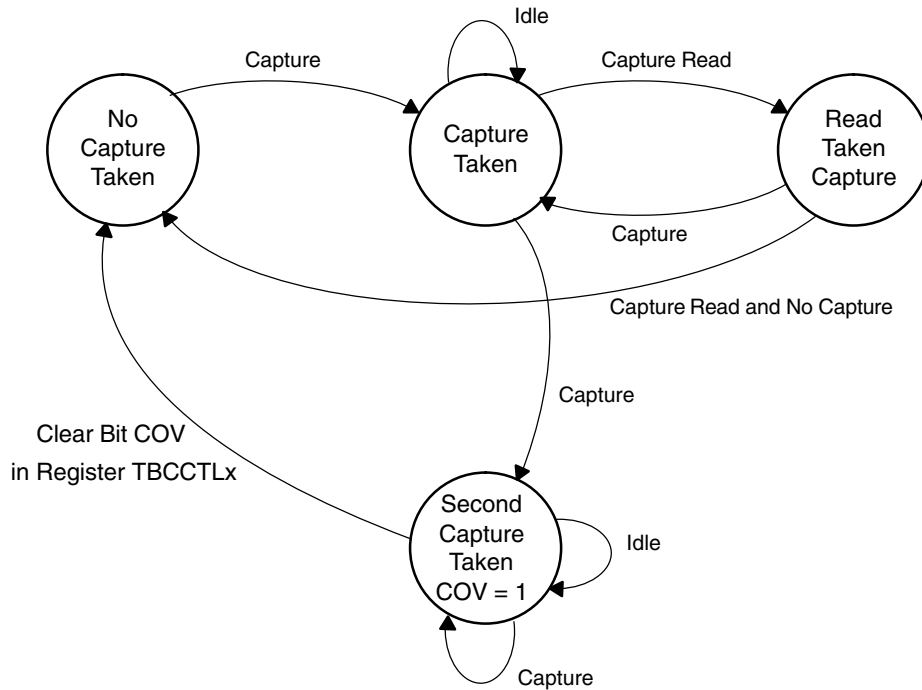 Idle
Capture
Capture Read
No
Capture
Taken
Capture
Taken
Read
Taken
Capture
Capture
Capture Read and No Capture
Capture
Clear Bit COV
in Register TBCCTLx
Second
Capture
Taken
COV = 1
Idle
Capture